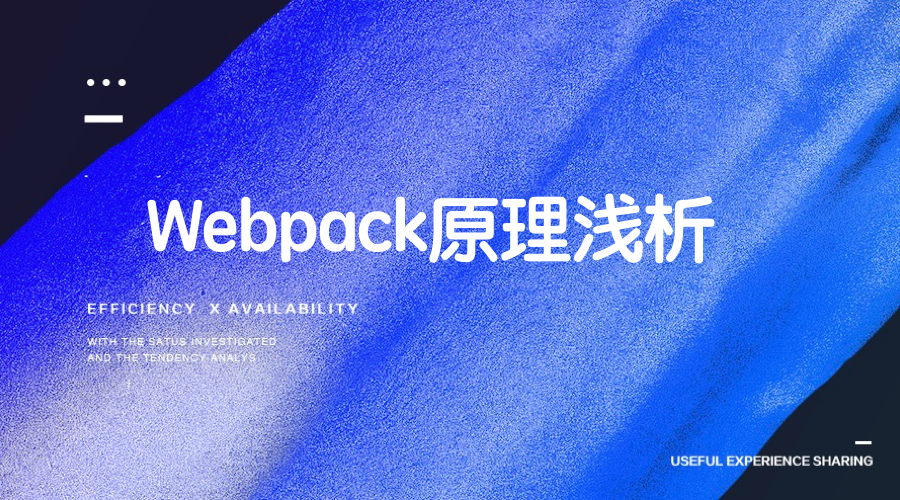 Webpack原理浅析
EFFICIENCY X AVAILABILITY
WITH THE SATUS INVESTIGATED
AND THE TENDENCY ANALYS
USEFUL EXPERIENCE SHARING